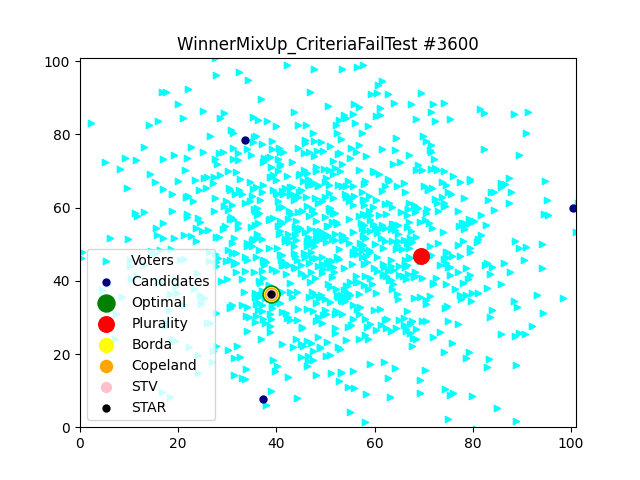 WinnerMixUp_CriteriaFailTest #3600
100
80
60
40
20
0
0
20
40
60
80
100
Voters
Candidates
Optimal
Plurality
Borda
Copeland
STV
STAR